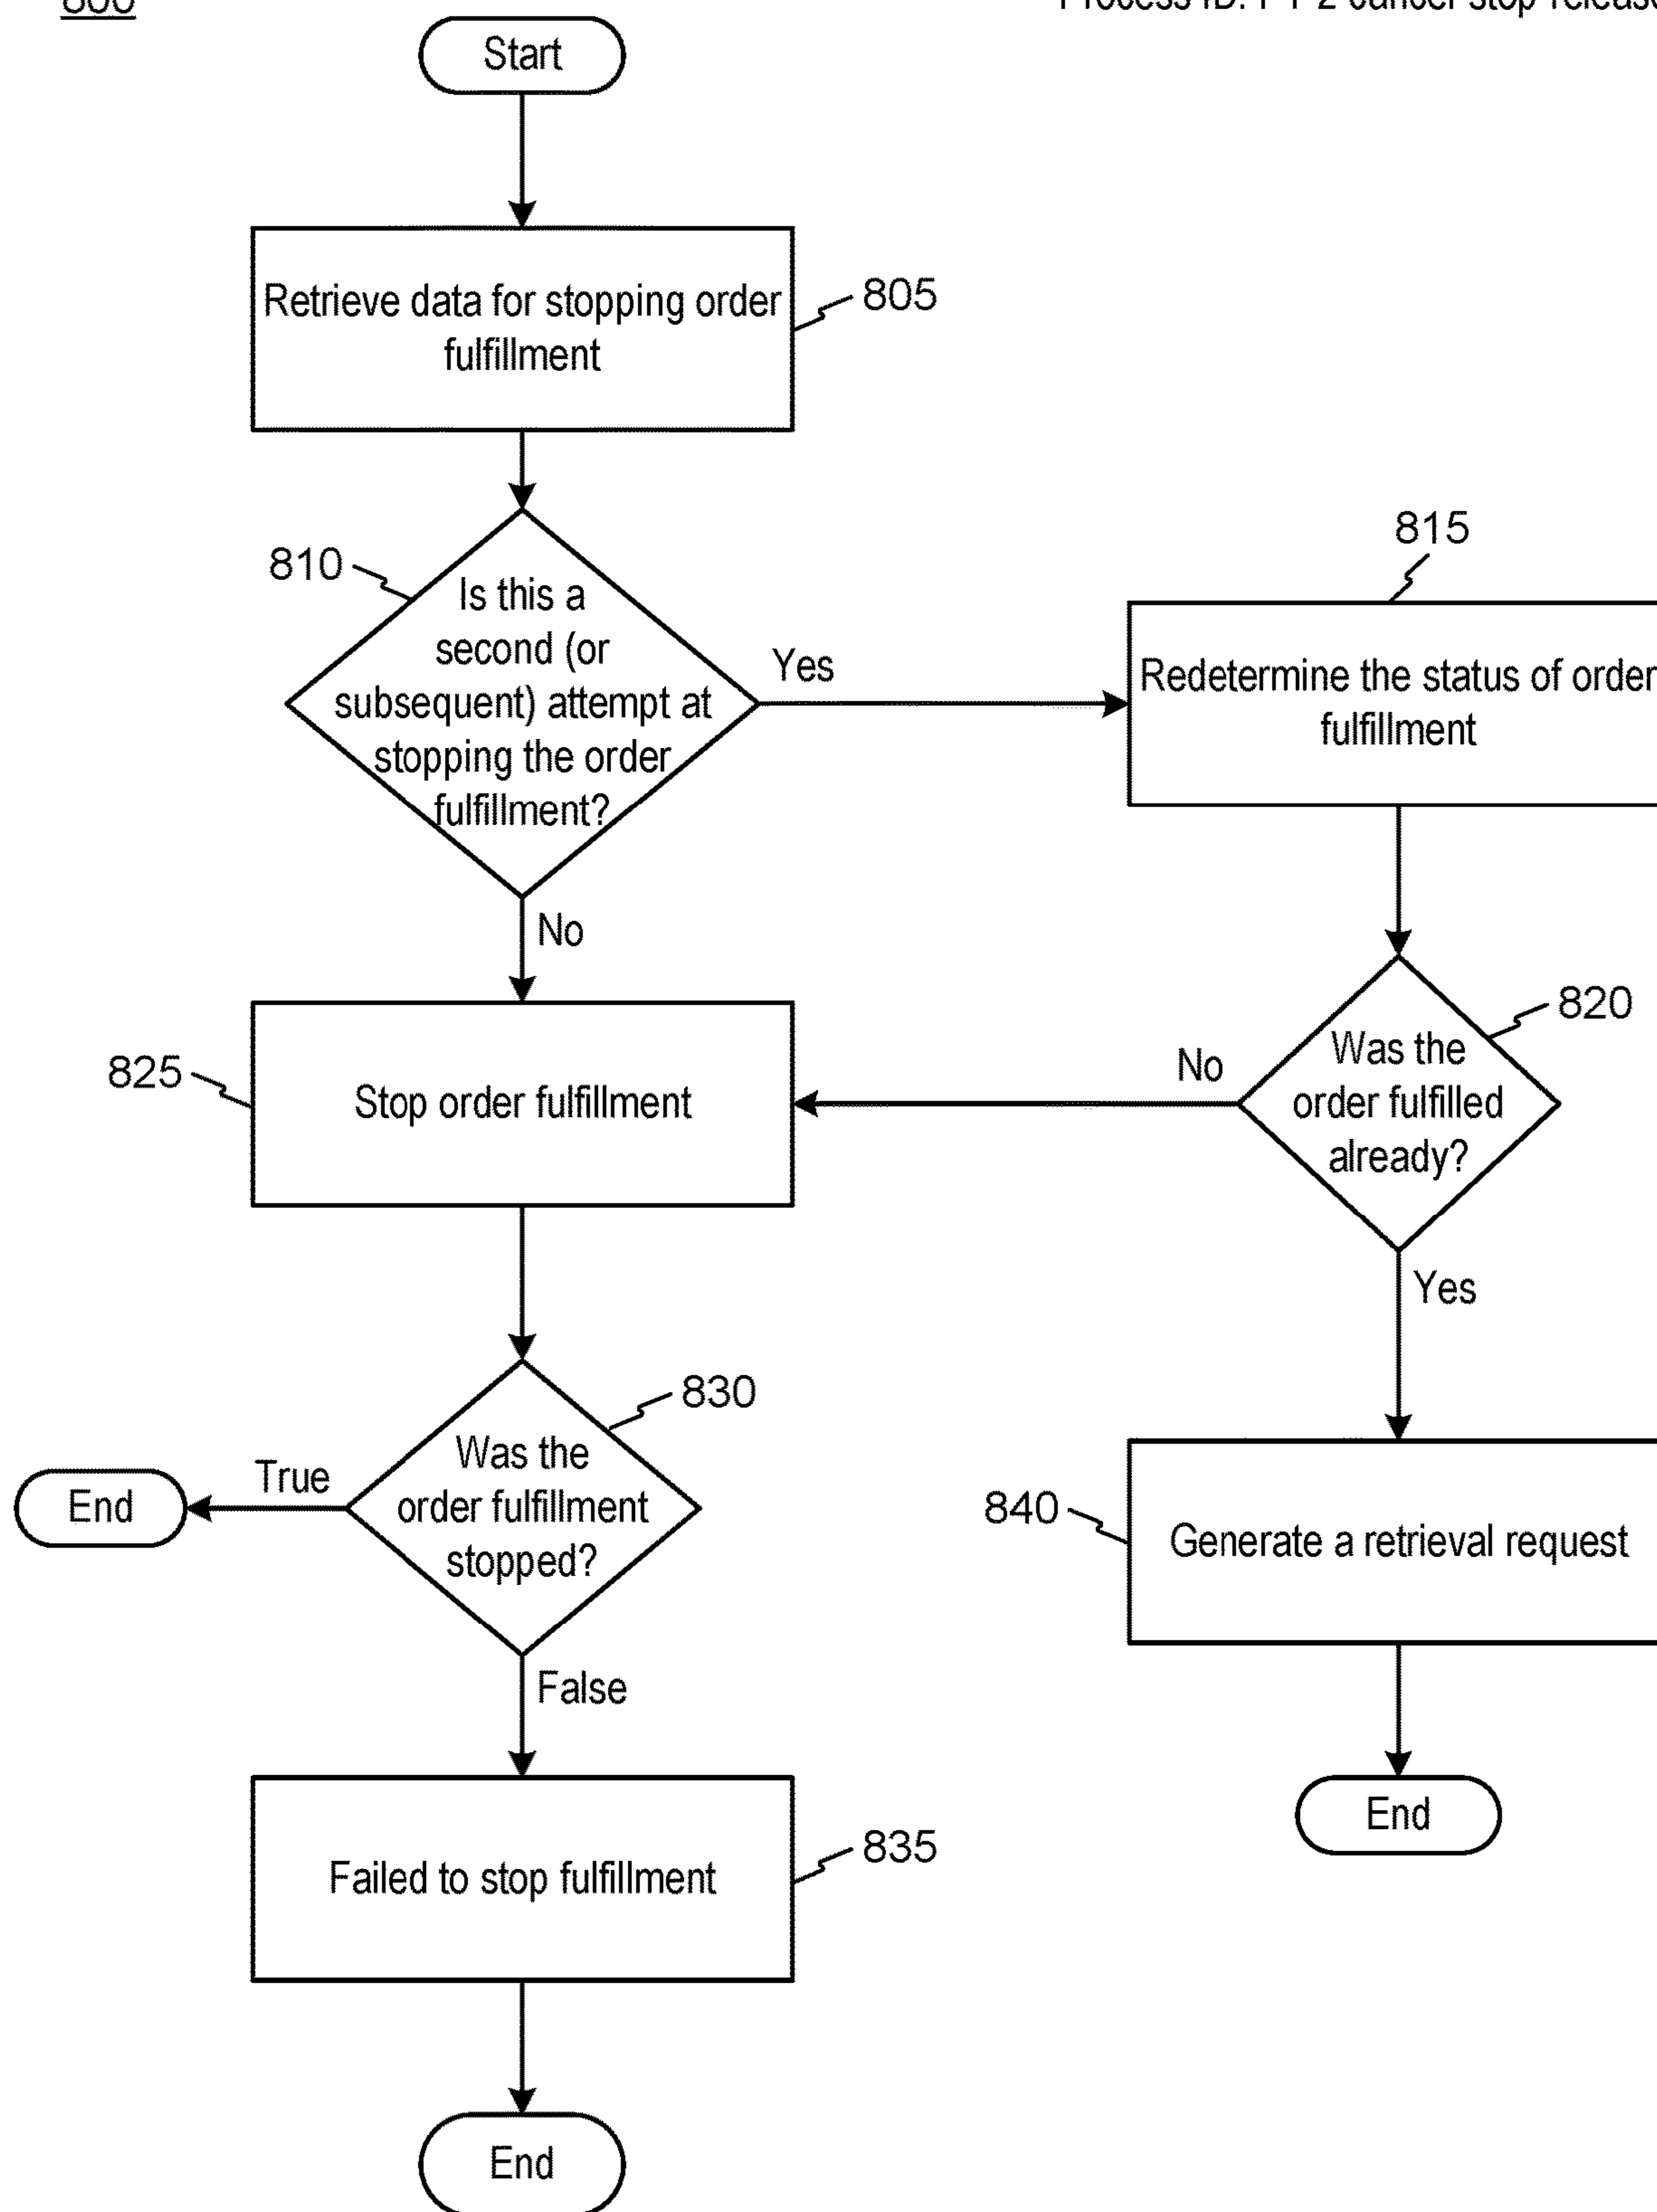 Start
Retrieve data for stopping order
fulfillment
805
810
Is this a
second (or
subsequent) attempt at
stopping the order
fulfillment?
Yes
815
Redetermine the status of order
fulfillment
No
825
Stop order fulfillment
No
820
Was the
order fulfilled
already?
Yes
830
Was the
order fulfillment
stopped?
True
End
840
Generate a retrieval request
False
835
Failed to stop fulfillment
End
End